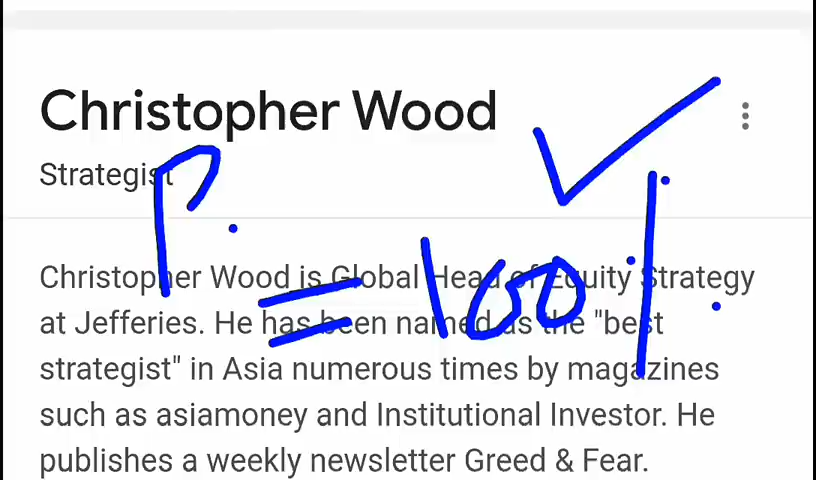 Christopher Wood
Strategist
P.
= 100%
Christopher Wood is Global Head of Equity Strategy
at Jefferies. He has been named as the "best
strategist" in Asia numerous times by magazines
such as asiamoney and Institutional Investor. He
publishes a weekly newsletter Greed & Fear.